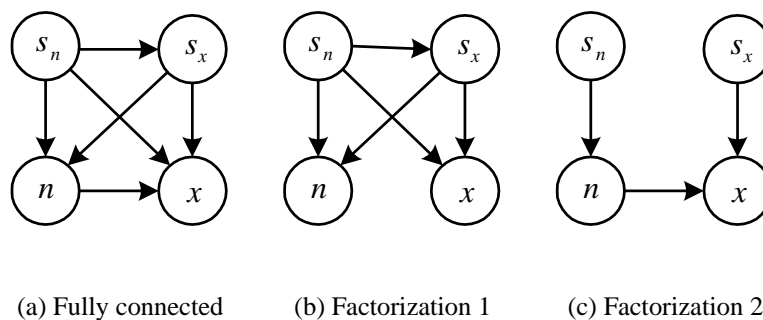 s_n s_x s_n s_x s_n s_x
n x n x n x
(a) Fully connected (b) Factorization 1 (c) Factorization 2